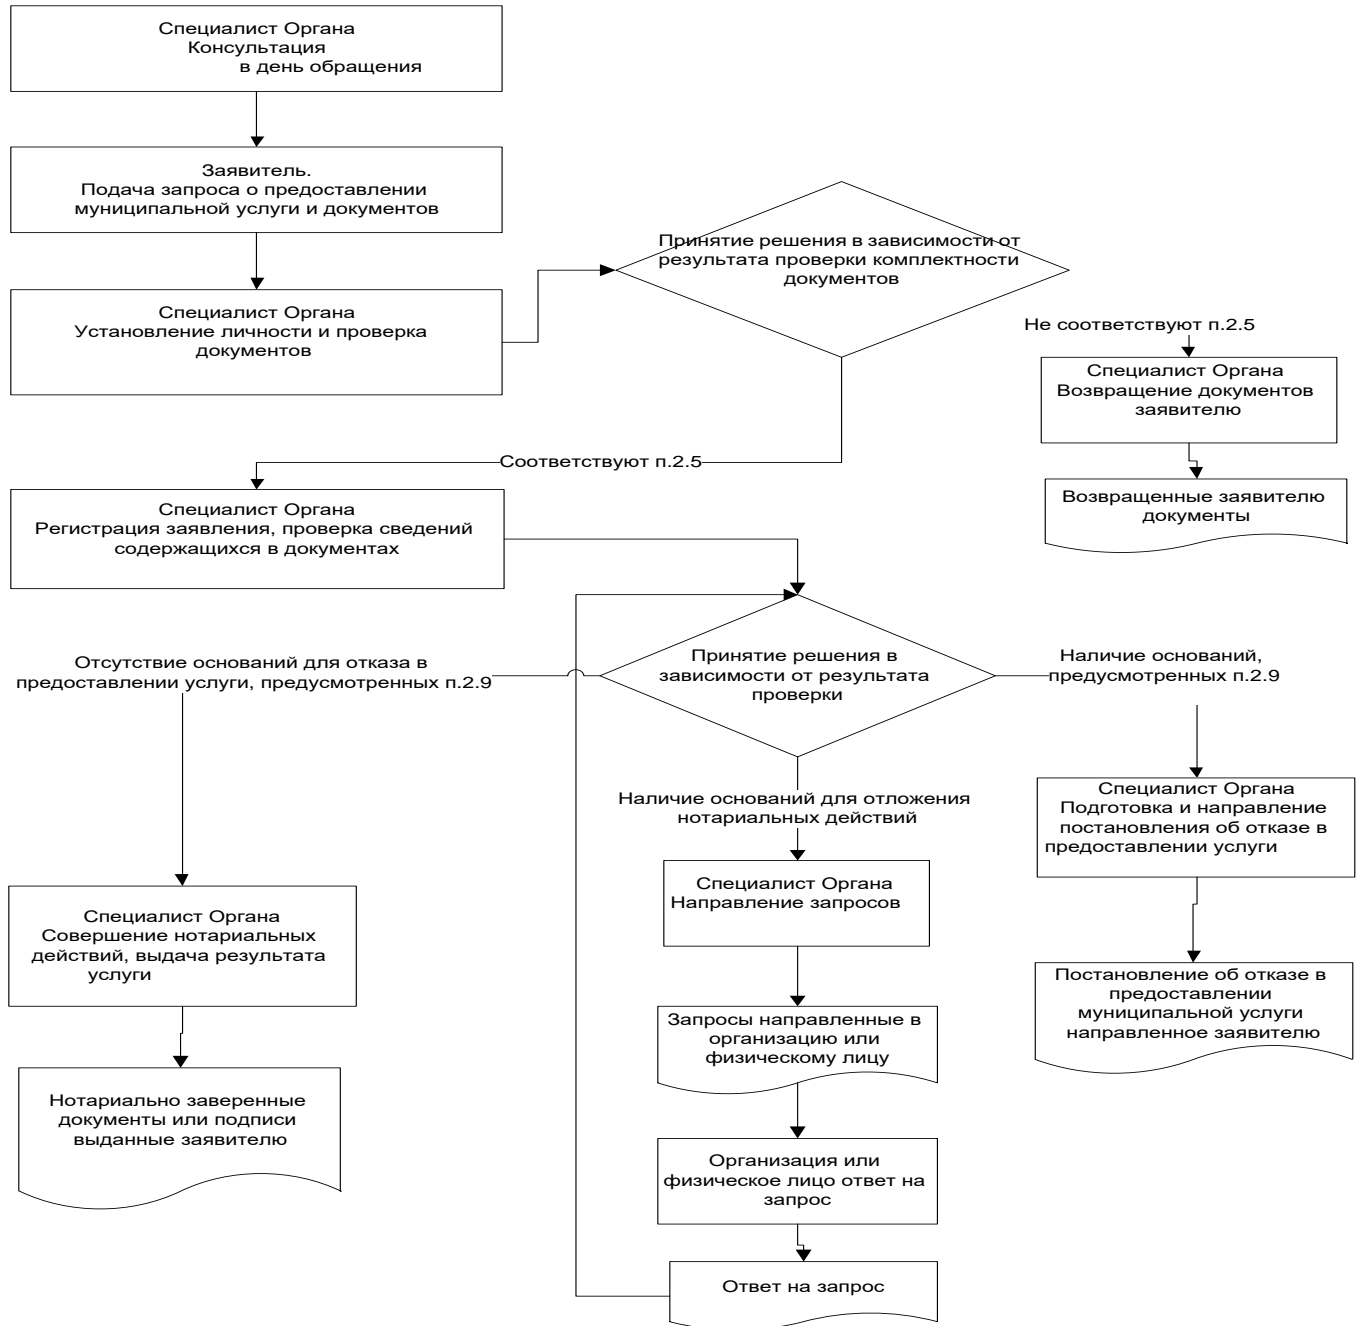 Специалист Органа
Консультация
в день обращения
Заявитель.
Подача запроса о предоставлении
муниципальной услуги и документов
Специалист Органа
Установление личности и проверка
документов
Принятие решения в зависимости от
результата проверки комплектности
документов
Не соответствуют п.2.5
Специалист Органа
Возвращение документов
заявителю
Возвращенные заявителю
документы
Соответствуют п.2.5
Специалист Органа
Регистрация заявления, проверка сведений
содержащихся в документах
Принятие решения в
зависимости от результата
проверки
Отсутствие оснований для отказа в
предоставлении услуги, предусмотренных п.2.9
Наличие оснований,
предусмотренных п.2.9
Наличие оснований для отложения
нотариальных действий
Специалист Органа
Подготовка и направление
постановления об отказе в
предоставлении услуги
Специалист Органа
Направление запросов
Специалист Органа
Совершение нотариальных
действий, выдача результата
услуги
Постановление об отказе в
предоставлении
муниципальной услуги
направленное заявителю
Запросы направленные в
организацию или
физическому лицу
Нотариально заверенные
документы или подписи
выданные заявителю
Организация или
физическое лицо ответ на
запрос
Ответ на запрос